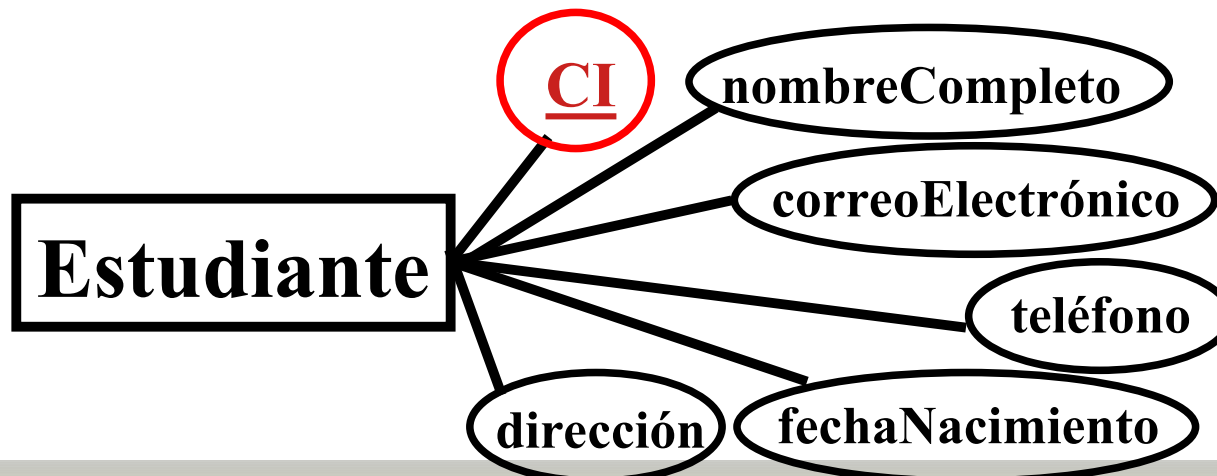 CI
nombreCompleto
correoElectrónico
Estudiante
teléfono
dirección
fechaNacimiento